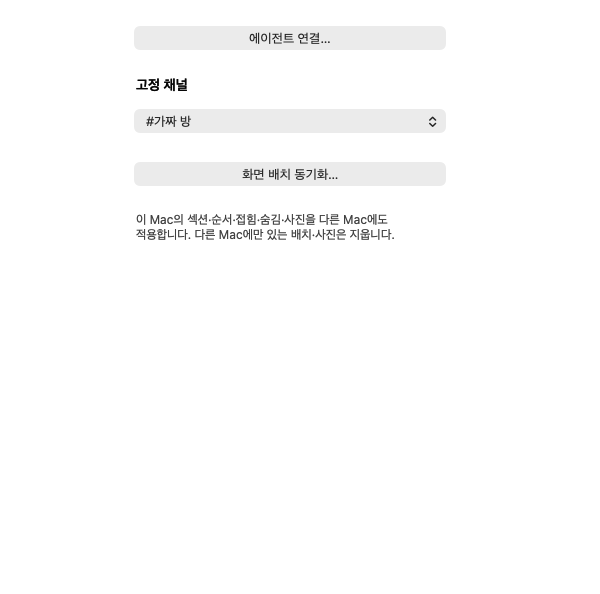 에이전트 연결...
고정 채널
#가짜 방
화면 배치 동기화...
이 Mac의 섹션·순서·접힘·숨김·사진을 다른 Mac에도
적용합니다. 다른 Mac에만 있는 배치·사진은 지웁니다.